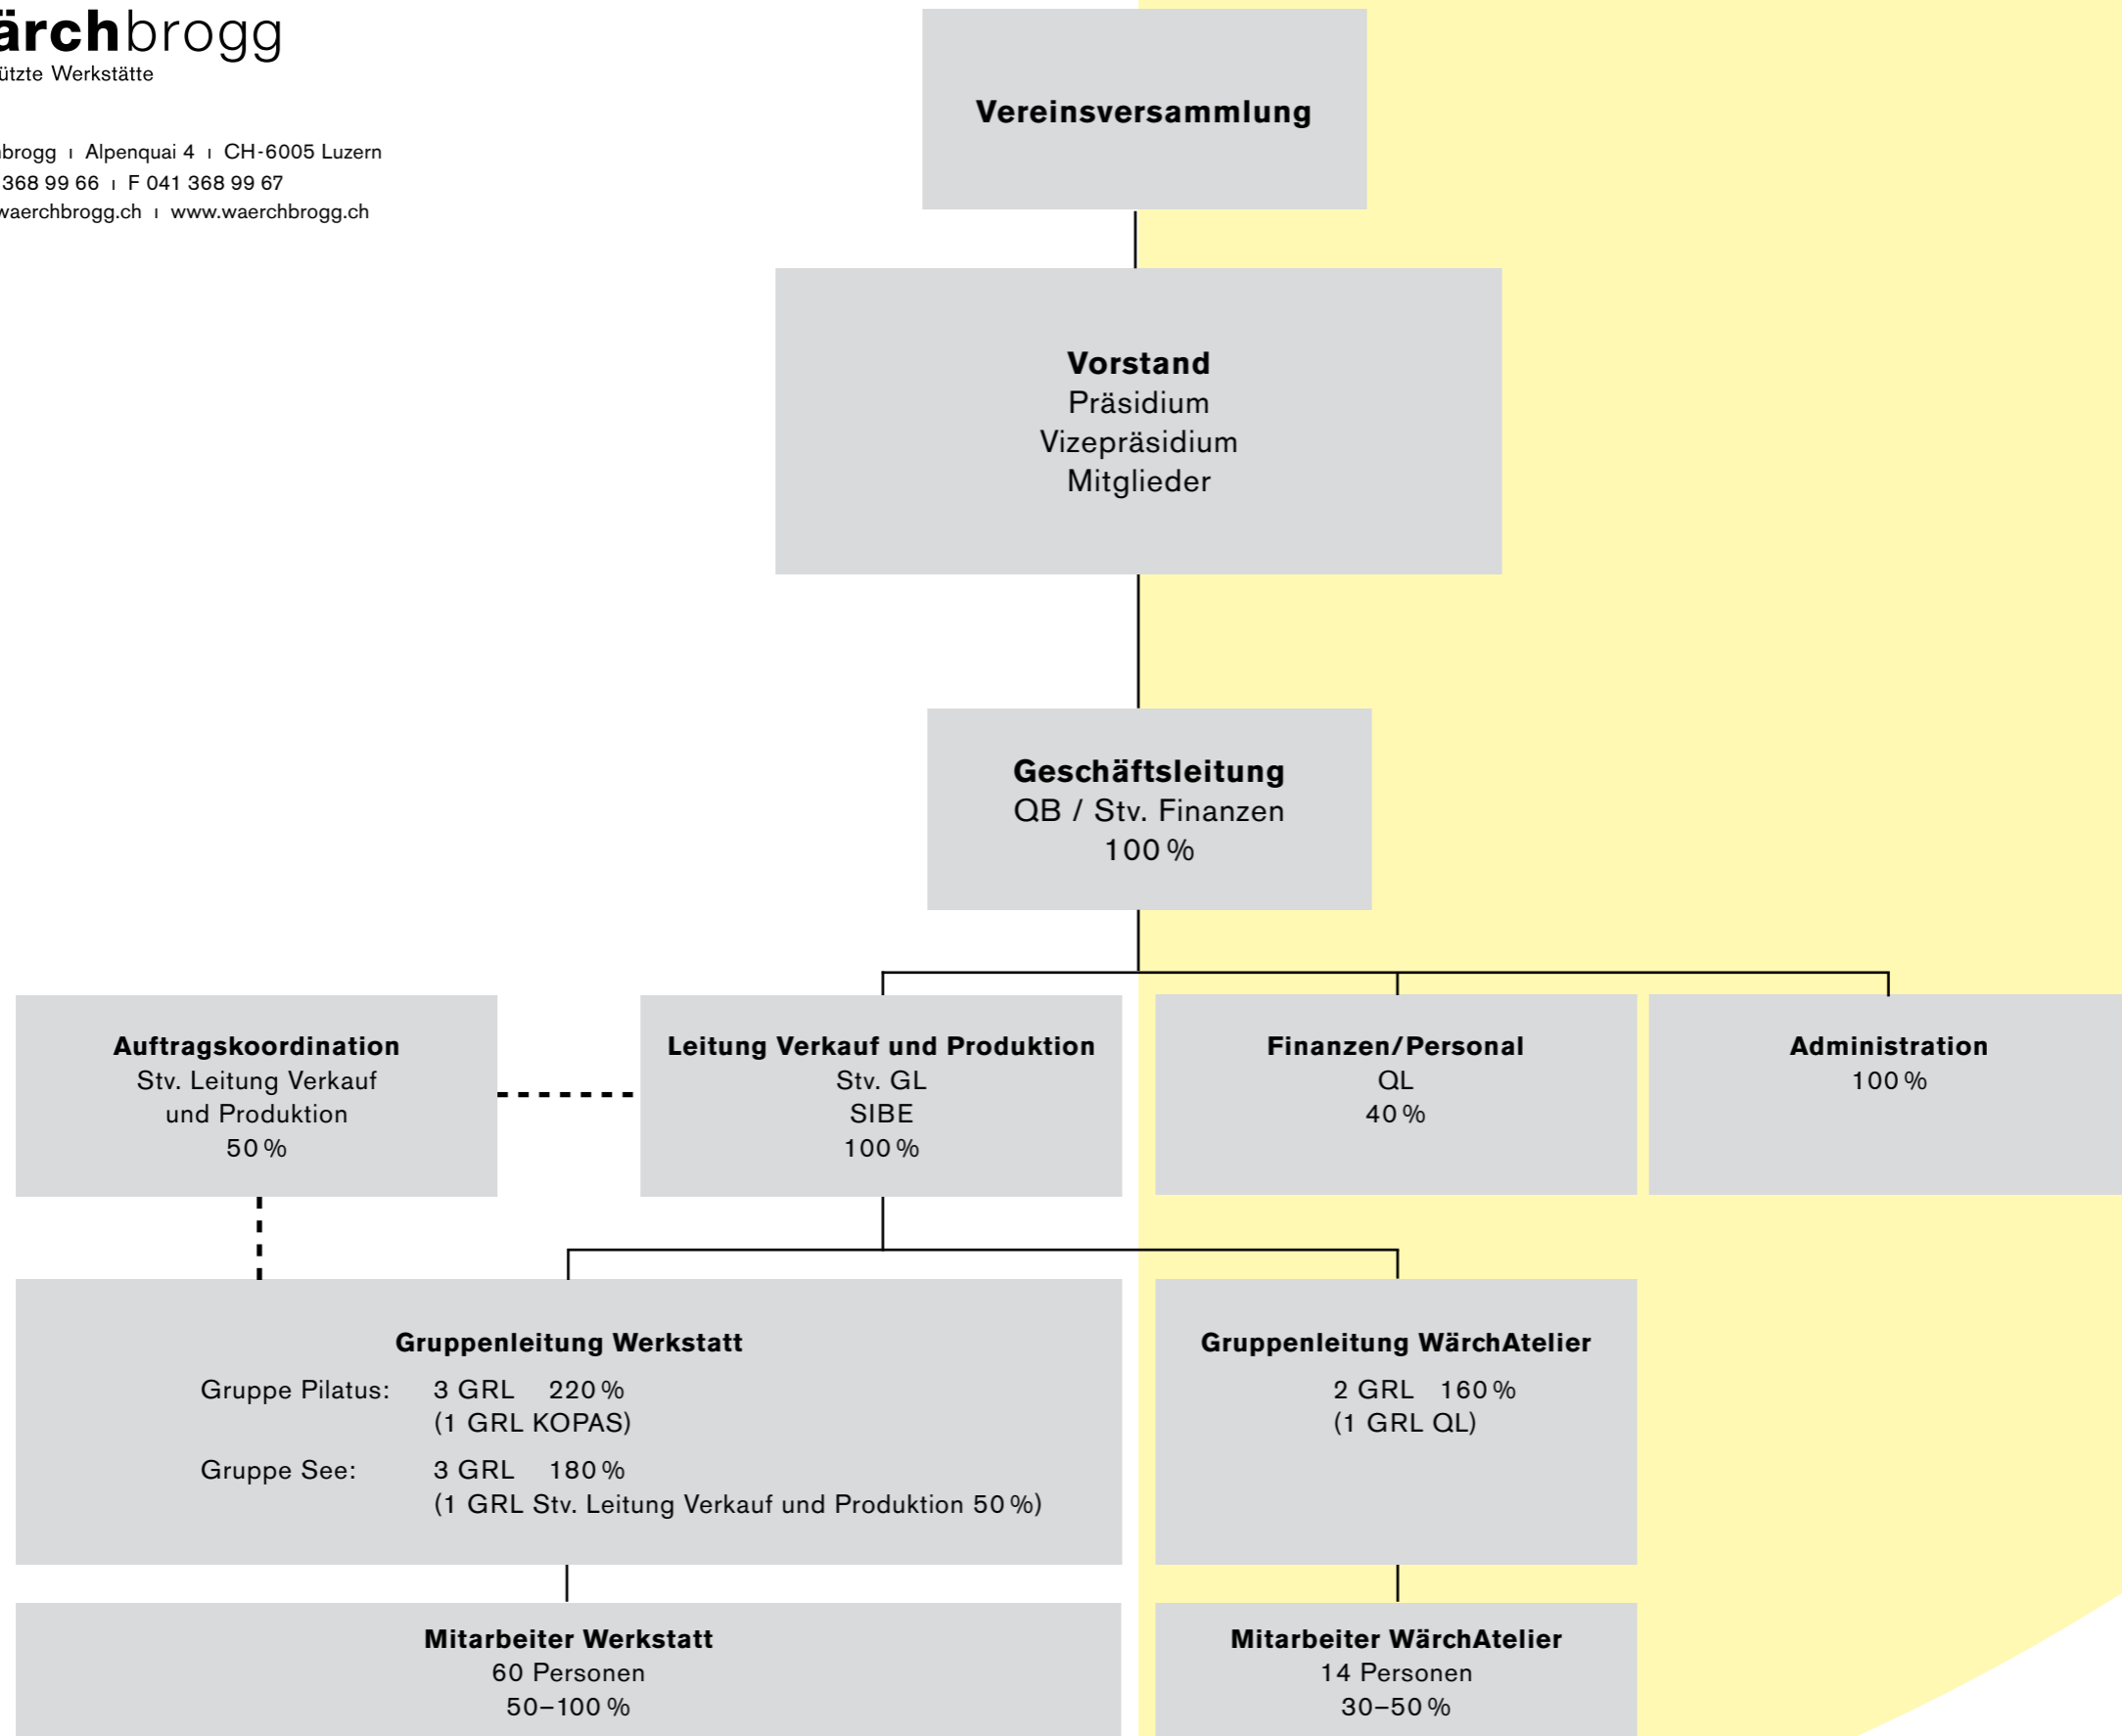 ärchbrogg
ützte Werkstätte
brogg ı Alpenquai 4 ı CH-6005 Luzern
368 99 66 ı F 041 368 99 67
waerchbrogg.ch ı www.waerchbrogg.ch
Vereinsversammlung
Vorstand
Präsidium
Vizepräsidium
Mitglieder
Geschäftsleitung
QB / Stv. Finanzen
100 %
Auftragskoordination
Stv. Leitung Verkauf
und Produktion
50 %
Leitung Verkauf und Produktion
Stv. GL
SIBE
100 %
Finanzen/Personal
QL
40 %
Administration
100 %
Gruppenleitung Werkstatt
Gruppe Pilatus: 3 GRL 220 %
(1 GRL KOPAS)
Gruppe See: 3 GRL 180 %
(1 GRL Stv. Leitung Verkauf und Produktion 50 %)
Gruppenleitung WärchAtelier
2 GRL 160 %
(1 GRL QL)
Mitarbeiter Werkstatt
60 Personen
50–100 %
Mitarbeiter WärchAtelier
14 Personen
30–50 %